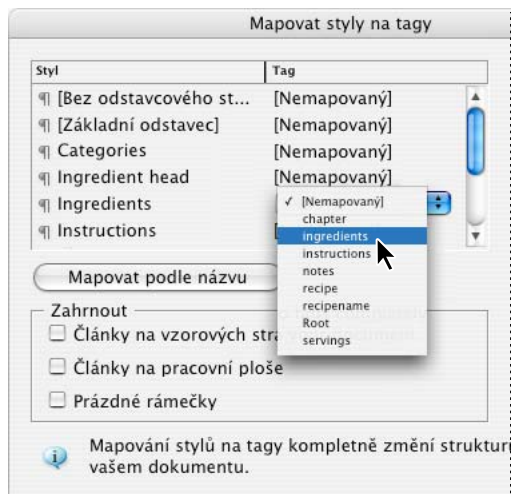 Mapovat styly na tagy
Styl Tag
¶ [Bez odstavcového st... [Nemapovaný]
¶ [Základní odstavec] [Nemapovaný]
¶ Categories [Nemapovaný]
¶ Ingredient head [Nemapovaný]
¶ Ingredients
¶ Instructions
✓ [Nemapovaný]
chapter
ingredients
instructions
notes
recipe
recipename
Root
servings
Mapovat podle názvu
Zahrnout
Články na vzorových
Články na pracovní ploše
Prázdné rámečky
Mapování stylů na tagy kompletně změní
vašem dokumentu.